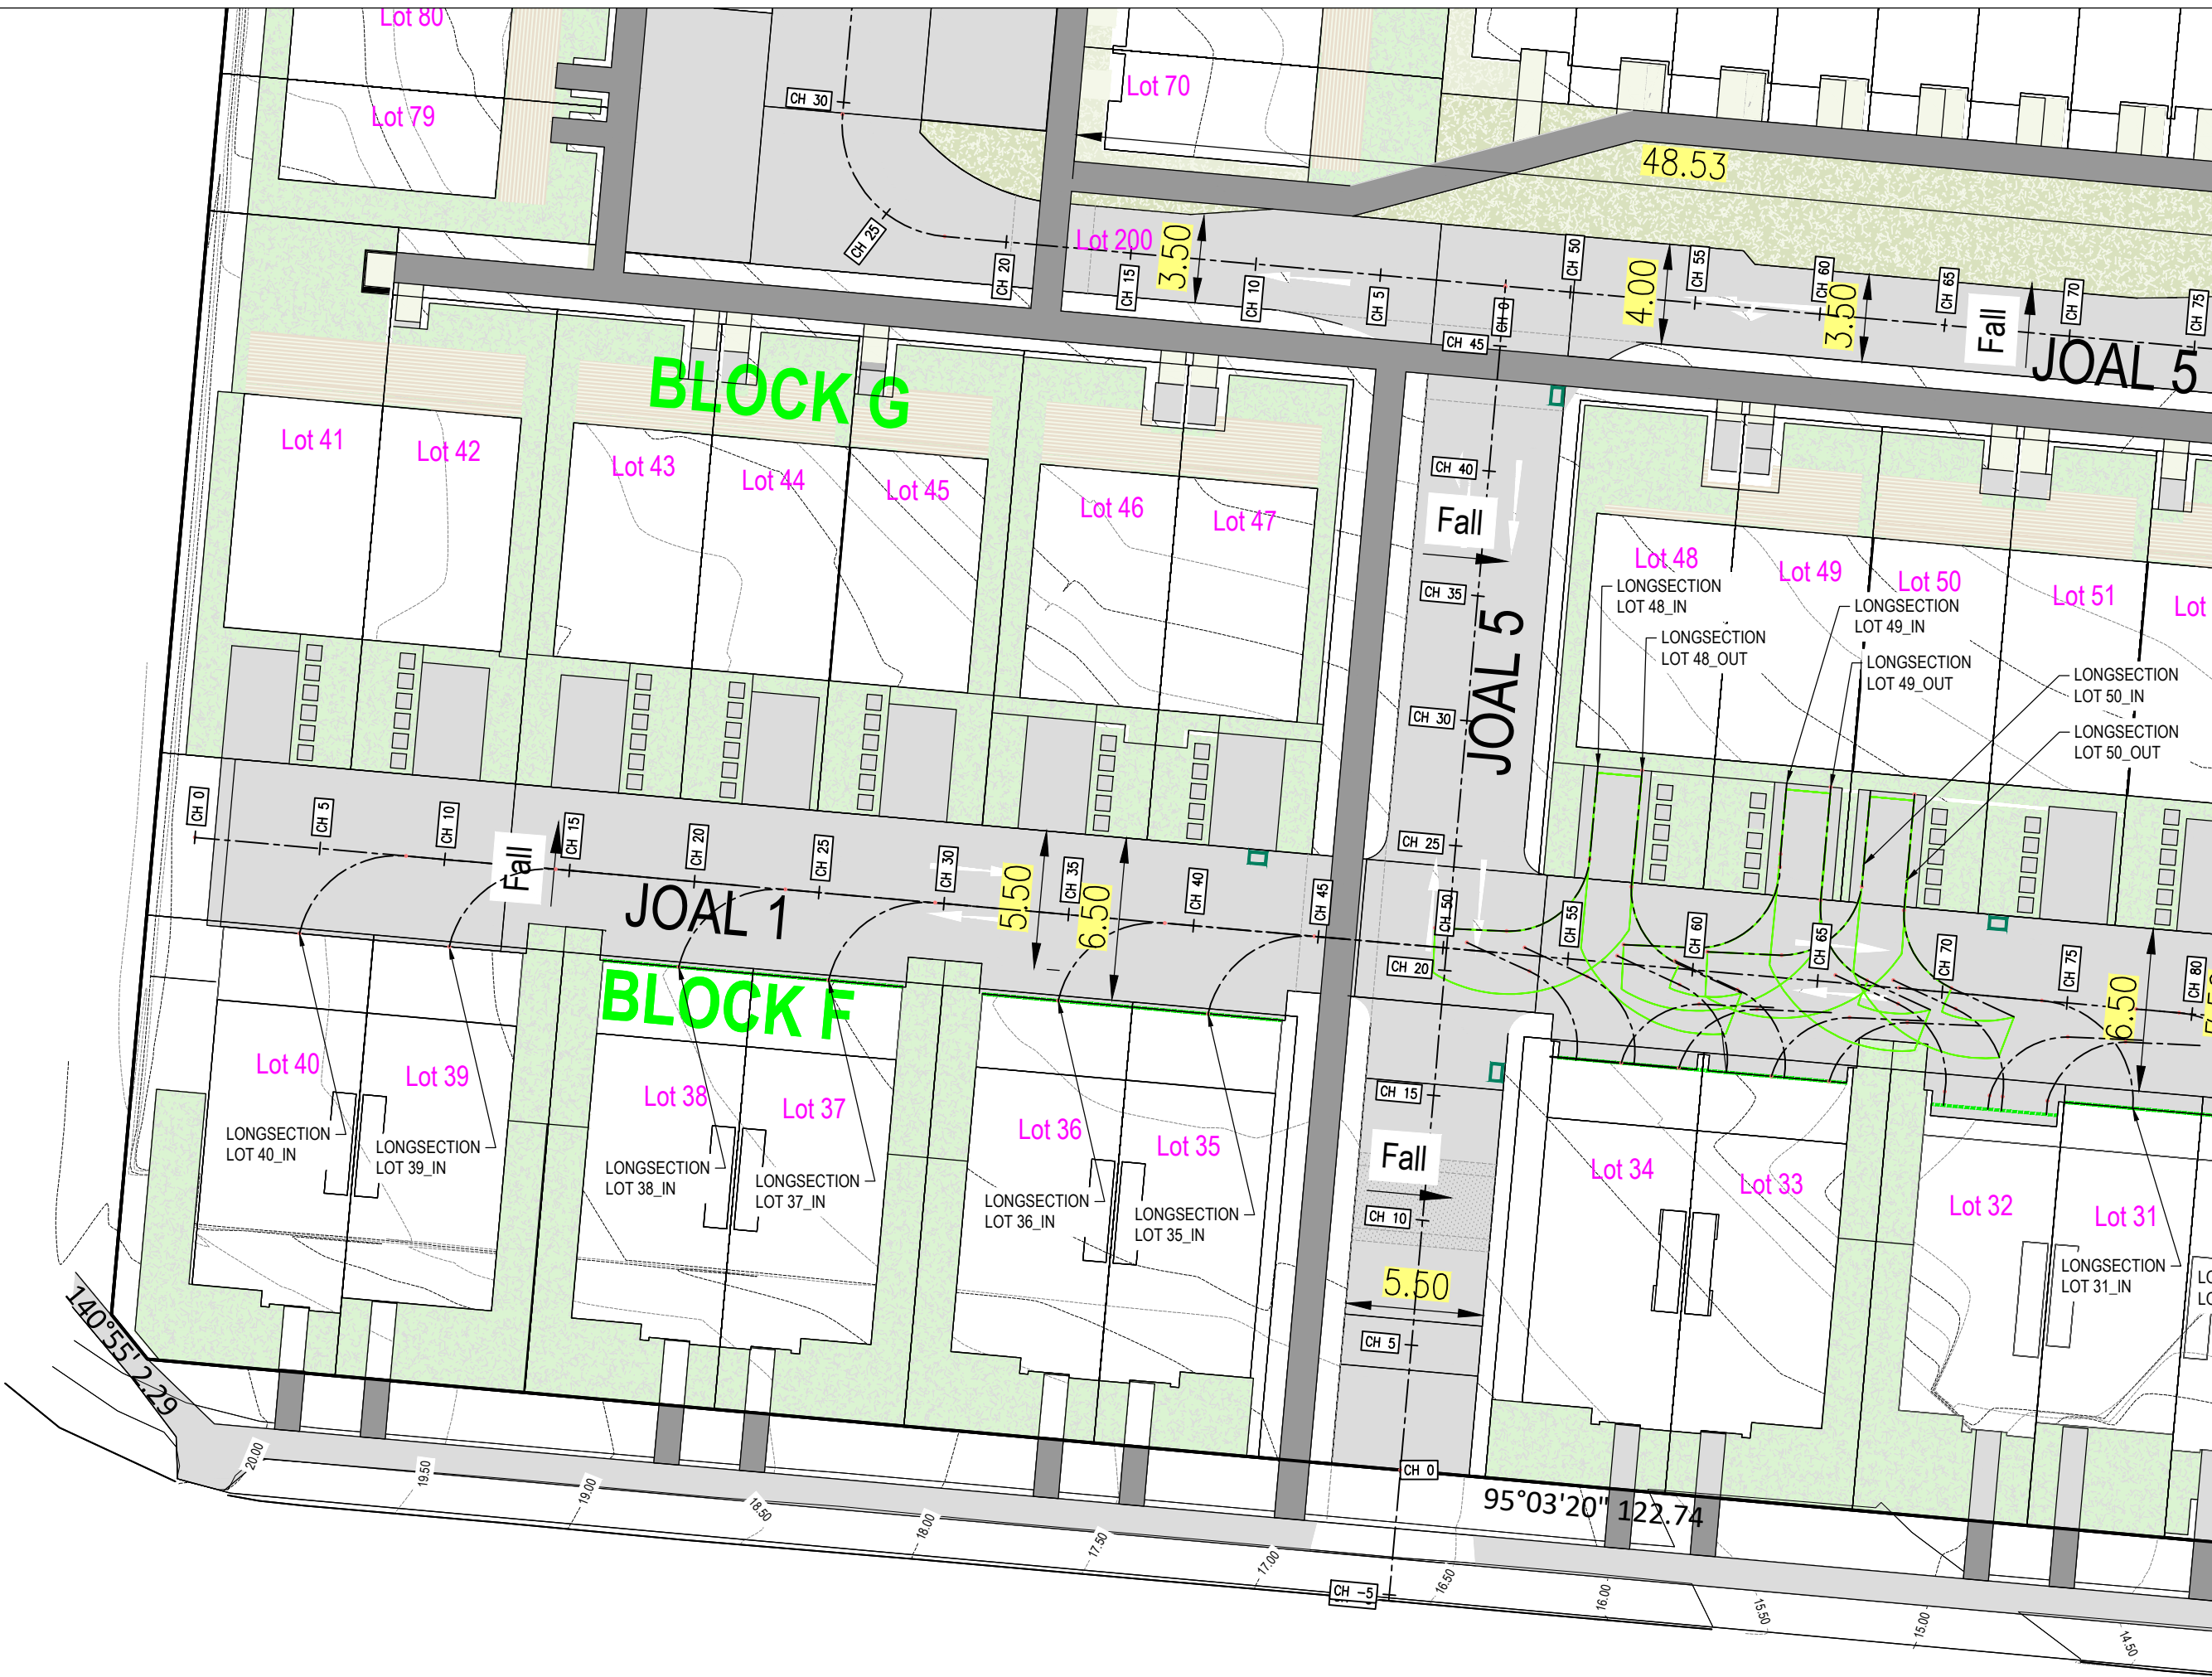 Lot 80
Lot 79
CH 30
Lot 70
48.53
CH 25
CH 20
Lot 200
CH 15
3.50
CH 10
CH 5
CH 0
CH 45
CH 50
4.00
CH 55
CH 60
3.50
CH 65
Fall
CH 70
CH 75
JOAL 5
BLOCK G
Lot 41
Lot 42
Lot 43
Lot 44
Lot 45
Lot 46
Lot 47
CH 40
Fall
CH 35
JOAL 5
CH 30
CH 25
Lot 48
Lot 49
Lot 50
Lot 51
Lot
LONGSECTION
LOT 48_IN
LONGSECTION
LOT 48_OUT
LONGSECTION
LOT 49_IN
LONGSECTION
LOT 49_OUT
LONGSECTION
LOT 50_IN
LONGSECTION
LOT 50_OUT
CH 0
CH 5
CH 10
Fall
CH 15
CH 20
CH 25
CH 30
5.50
CH 35
6.50
CH 40
CH 45
CH 50
CH 55
CH 60
CH 65
CH 70
CH 75
6.50
CH 80
JOAL 1
CH 20
BLOCK F
Lot 40
Lot 39
Lot 38
Lot 37
Lot 36
Lot 35
Lot 34
Lot 33
Lot 32
Lot 31
LONGSECTION
LOT 40_IN
LONGSECTION
LOT 39_IN
LONGSECTION
LOT 38_IN
LONGSECTION
LOT 37_IN
LONGSECTION
LOT 36_IN
LONGSECTION
LOT 35_IN
LONGSECTION
LOT 31_IN
CH 15
Fall
CH 10
5.50
CH 5
CH 0
CH -5
140°55' 2.29
95°03'20" 122.74
20.00
19.50
19.00
18.50
18.00
17.50
17.00
16.50
16.00
15.50
15.00
14.50